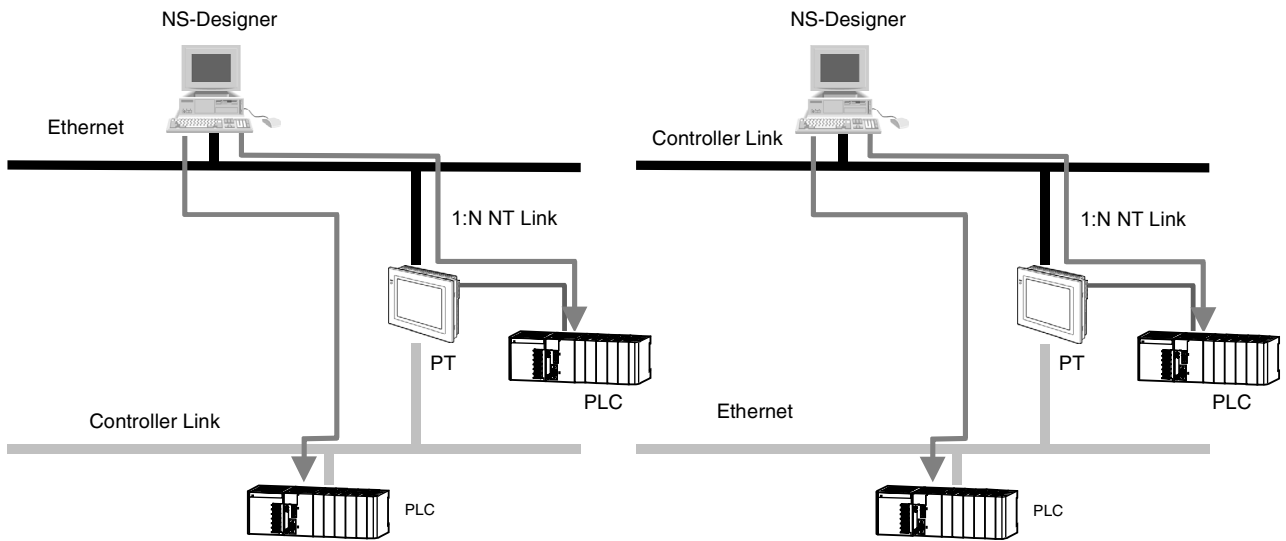 NS-Designer
Ethernet
1:N NT Link
PT
PLC
Controller Link
PLC
NS-Designer
Controller Link
1:N NT Link
PT
PLC
Ethernet
PLC